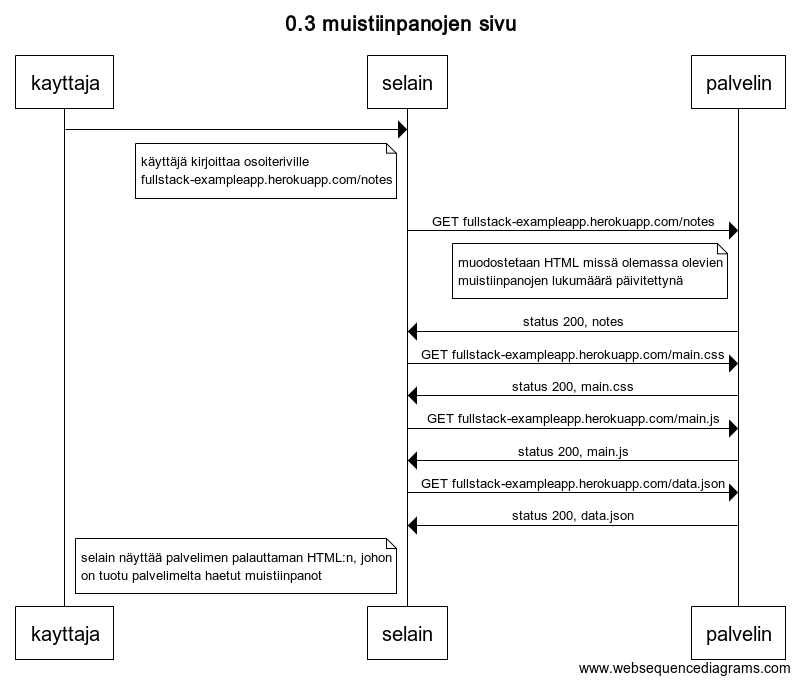 0.3 muistiinpanojen sivu
kayttaja
selain
palvelin
käyttäjä kirjoittaa osoiteriville
fullstack-exampleapp.herokuapp.com/notes
GET fullstack-exampleapp.herokuapp.com/notes
muodostetaan HTML missä olemassa olevien
muistiinpanojen lukumäärä päivitettynä
status 200, notes
GET fullstack-exampleapp.herokuapp.com/main.css
status 200, main.css
GET fullstack-exampleapp.herokuapp.com/main.js
status 200, main.js
GET fullstack-exampleapp.herokuapp.com/data.json
status 200, data.json
selain näyttää palvelimen palauttaman HTML:n, johon
on tuotu palvelimelta haetut muistiinpanot
kayttaja
selain
palvelin
www.websequencediagrams.com